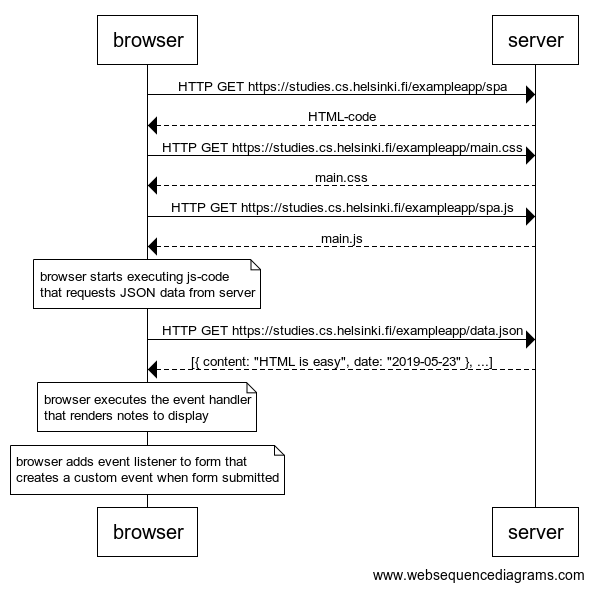 browser server
HTTP GET https://studies.cs.helsinki.fi/exampleapp/spa
HTML-code
HTTP GET https://studies.cs.helsinki.fi/exampleapp/main.css
main.css
HTTP GET https://studies.cs.helsinki.fi/exampleapp/spa.js
main.js
browser starts executing js-code
that requests JSON data from server
HTTP GET https://studies.cs.helsinki.fi/exampleapp/data.json
[{ content: "HTML is easy", date: "2019-05-23" }, ...]
browser executes the event handler
that renders notes to display
browser adds event listener to form that
creates a custom event when form submitted
browser server
www.websequencediagrams.com